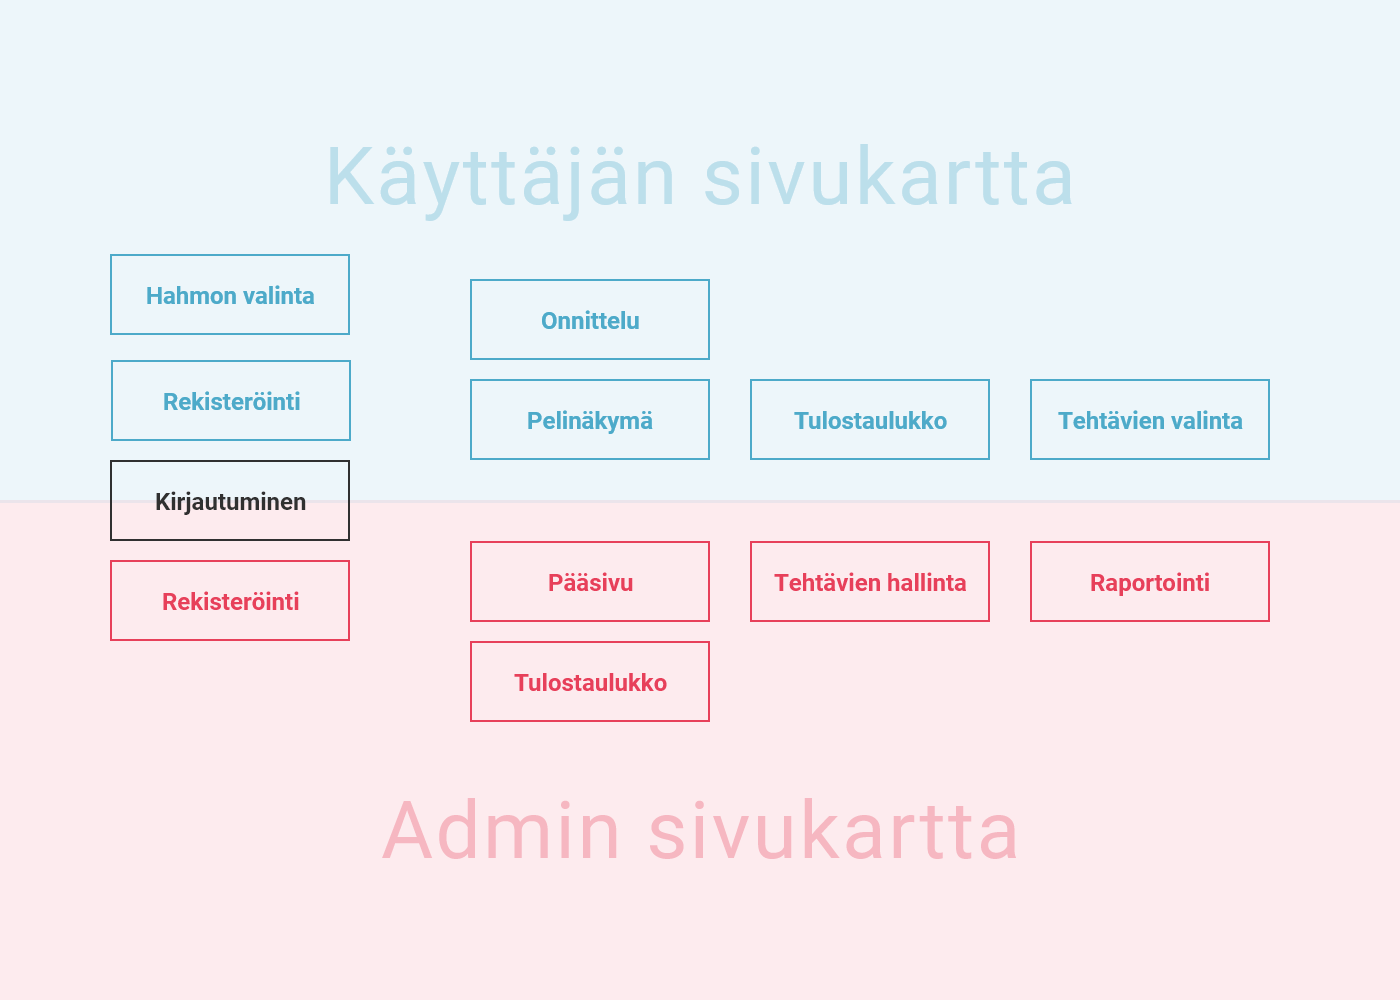 Käyttäjän sivukartta
Hahmon valinta
Onnittelu
Rekisteröinti
Pelinäkymä
Tulostaulukko
Tehtävien valinta
Kirjautuminen
Pääsivu
Tehtävien hallinta
Raportointi
Rekisteröinti
Tulostaulukko
Admin sivukartta